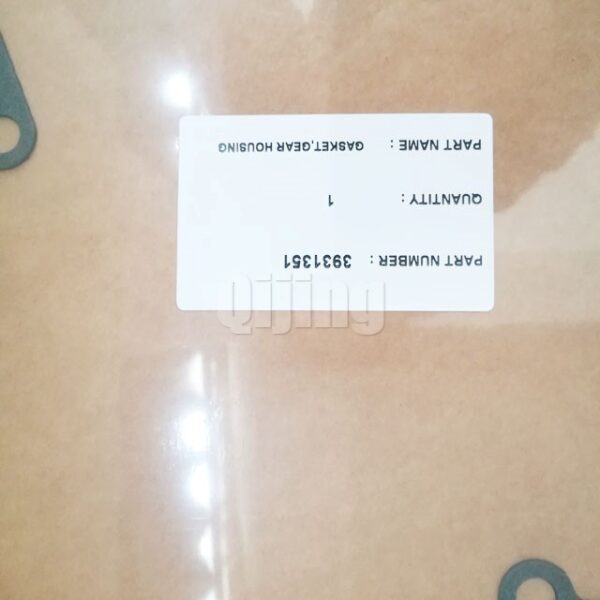 PART NUMBER : 3931351
QUANTITY : 1
PART NAME : GASKET,GEAR HOUSING
Qijing